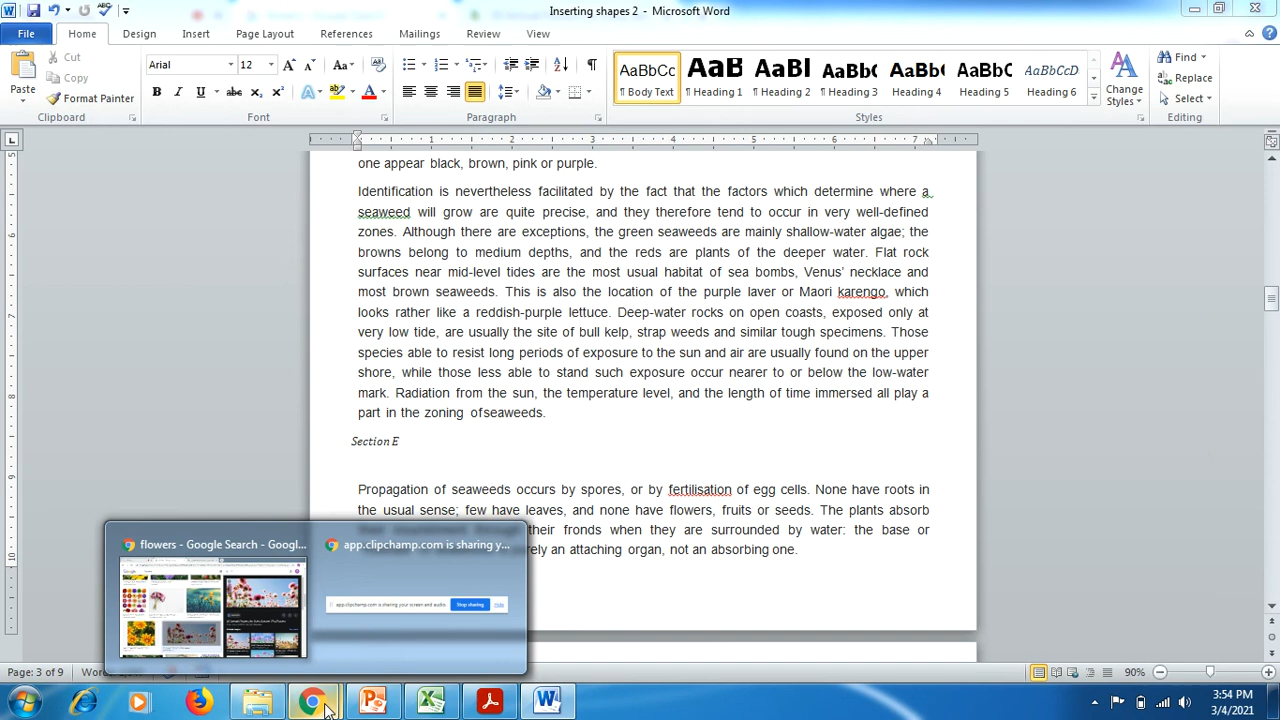 Inserting shapes 2 - Microsoft Word
File Home Insert Design Page Layout References Mailings Review View
Paste
Cut
Copy
Format Painter
Clipboard
Arial 12
Font
Paragraph
AaBbCc AaB AaBl AaBb( AaBbC AaBbC AaBbCcD
¶ Body Text ¶ Heading 1 ¶ Heading 2 ¶ Heading 3 ¶ Heading 4 ¶ Heading 5 ¶ Heading 6
Change Styles
Styles
Find
Replace
Select
Editing
one appear black, brown, pink or purple.
Identification is nevertheless facilitated by the fact that the factors which determine where a
seaweed will grow are quite precise, and they therefore tend to occur in very well-defined
zones. Although there are exceptions, the green seaweeds are mainly shallow-water algae; the
browns belong to medium depths, and the reds are plants of the deeper water. Flat rock
surfaces near mid-level tides are the most usual habitat of sea bombs, Venus' necklace and
most brown seaweeds. This is also the location of the purple laver or Maori karengo, which
looks rather like a reddish-purple lettuce. Deep-water rocks on open coasts, exposed only at
very low tide, are usually the site of bull kelp, strap weeds and similar tough specimens. Those
species able to resist long periods of exposure to the sun and air are usually found on the upper
shore, while those less able to stand such exposure occur nearer to or below the low-water
mark. Radiation from the sun, the temperature level, and the length of time immersed all play a
part in the zoning ofseaweeds.
Section E
Propagation of seaweeds occurs by spores, or by fertilisation of egg cells. None have roots in
the usual sense; few have leaves, and none have flowers, fruits or seeds. The plants absorb
their fronds when they are surrounded by water: the base or
an attaching organ, not an absorbing one.
flowers - Google Search - Googl...
app.clipchamp.com is sharing y...
app.clipchamp.com is sharing your screen and audio.
Stop sharing
Hide
Page: 3 of 9
90%
3:54 PM
3/4/2021